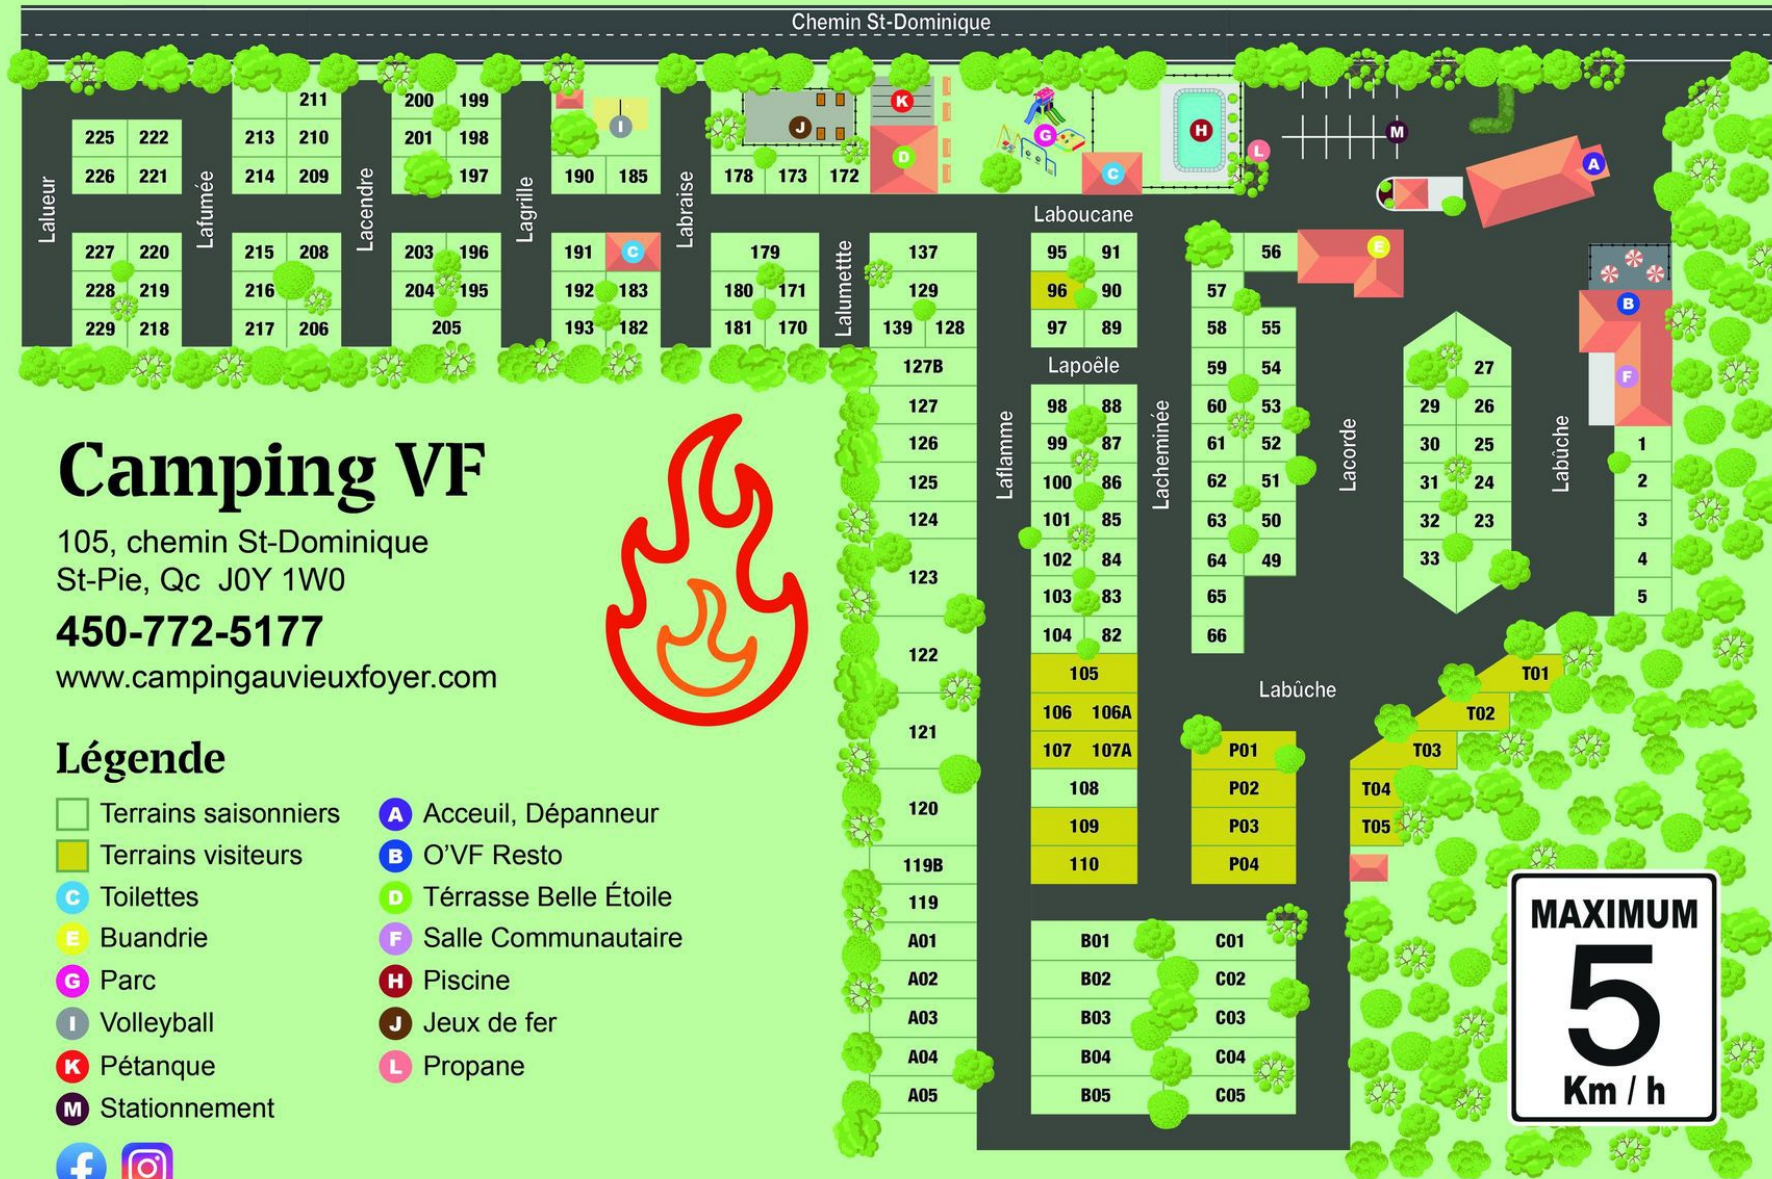 Chemin St-Dominique
211
200 199
225 222
213 210
201 198
I
J
K
D
G
H
L
M
A
226 221
214 209
197
190 185
178 173 172
C
Lalueur
Lafumée
Lacendre
Lagrille
Labraise
Lalumettte
Laboucane
227 220
215 208
203 196
191 C
179
137
95 91
56
E
228 219
216
204 195
192 183
180 171
129
96 90
57
B
229 218
217 206
205
193 182
181 170
139 128
97 89
58 55
127B
Lapoêle
59 54
27
F
127
98 88
60 53
29 26
126
99 87
61 52
30 25
1
Laflamme
Lacheminée
Lacorde
Labûche
125
100 86
62 51
31 24
2
124
101 85
63 50
32 23
3
123
102 84
64 49
33
4
103 83
65
5
122
104 82
66
105
T01
Labûche
121
106 106A
T02
107 107A
P01
T03
120
108
P02
T04
109
P03
T05
119B
110
P04
119
A01
B01
C01
A02
B02
C02
A03
B03
C03
A04
B04
C04
A05
B05
C05
Camping VF
105, chemin St-Dominique
St-Pie, Qc J0Y 1W0
450-772-5177
www.campingauvieuxfoyer.com
Légende
Terrains saisonniers
Terrains visiteurs
C Toilettes
E Buandrie
G Parc
I Volleyball
K Pétanque
M Stationnement
A Acceuil, Dépanneur
B O'VF Resto
D Térrasse Belle Étoile
F Salle Communautaire
H Piscine
J Jeux de fer
L Propane
MAXIMUM
5
Km / h